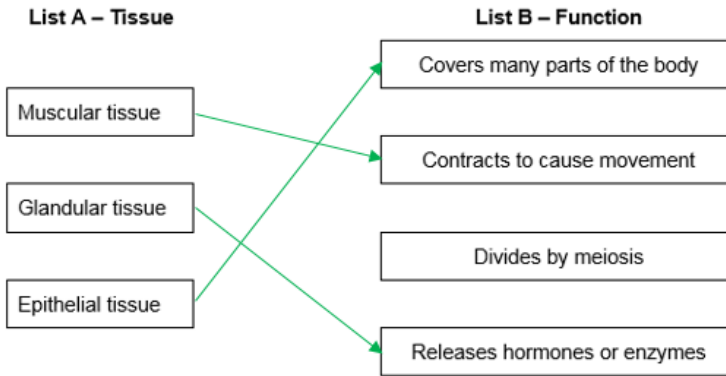 List A – Tissue
List B – Function
Muscular tissue
Glandular tissue
Epithelial tissue
Covers many parts of the body
Contracts to cause movement
Divides by meiosis
Releases hormones or enzymes